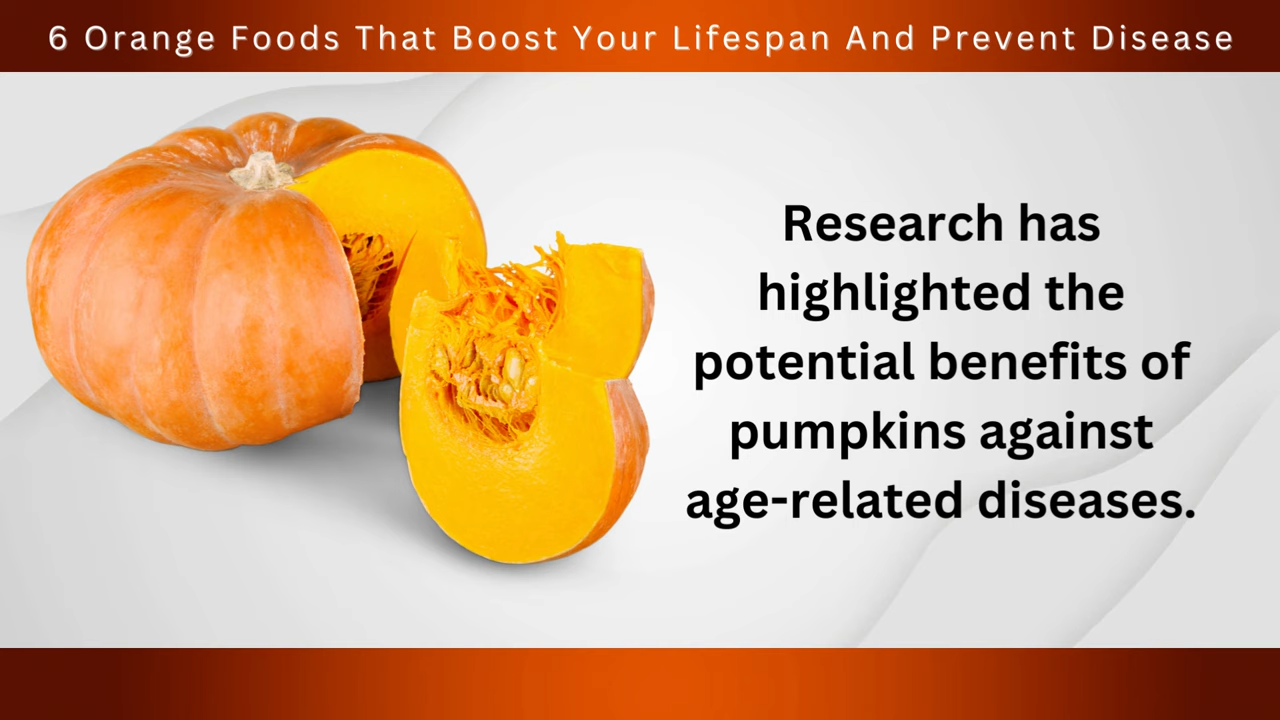 6 Orange Foods That Boost Your Lifespan And Prevent Disease
Research has
highlighted the
potential benefits of
pumpkins against
age-related diseases.